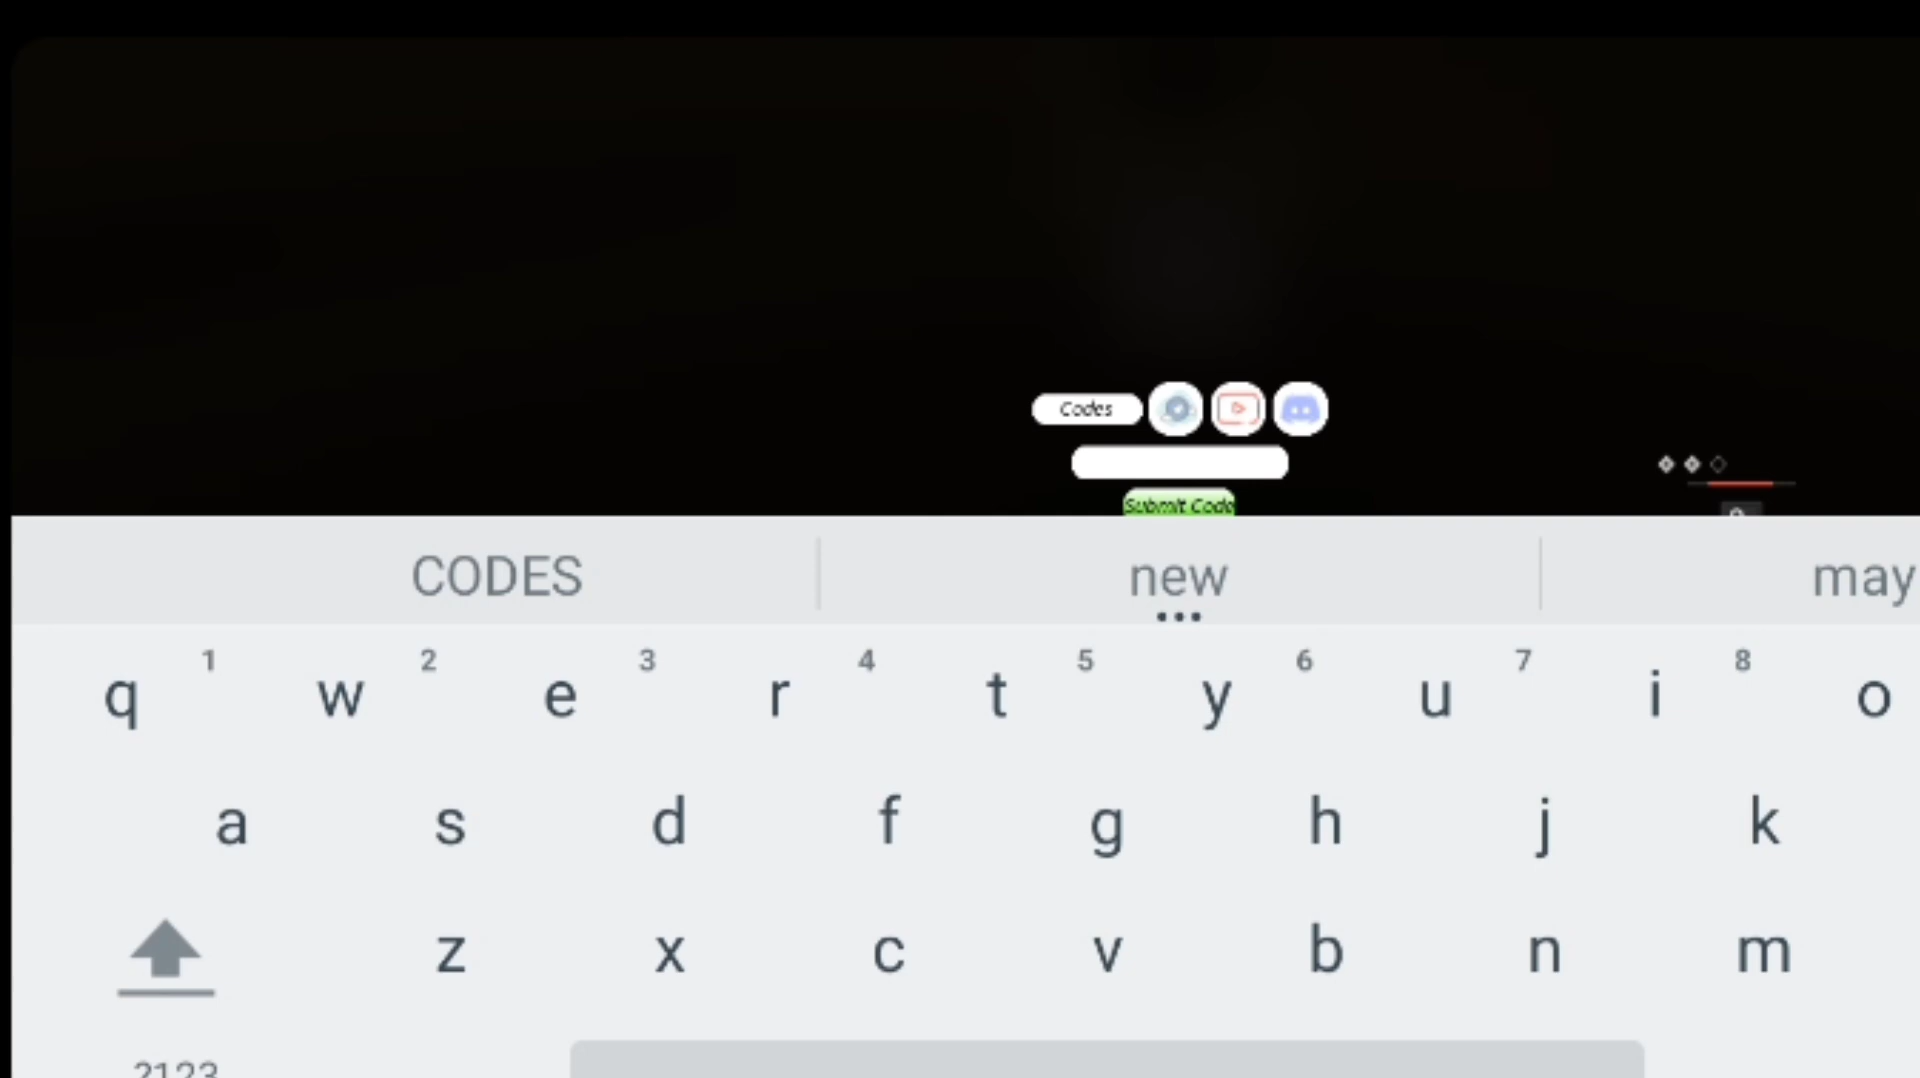 Codes
Submit Code
CODES new may
1 2 3 4 5 6 7 8
q w e r t y u i o
a s d f g h j k
z x c v b n m
?123